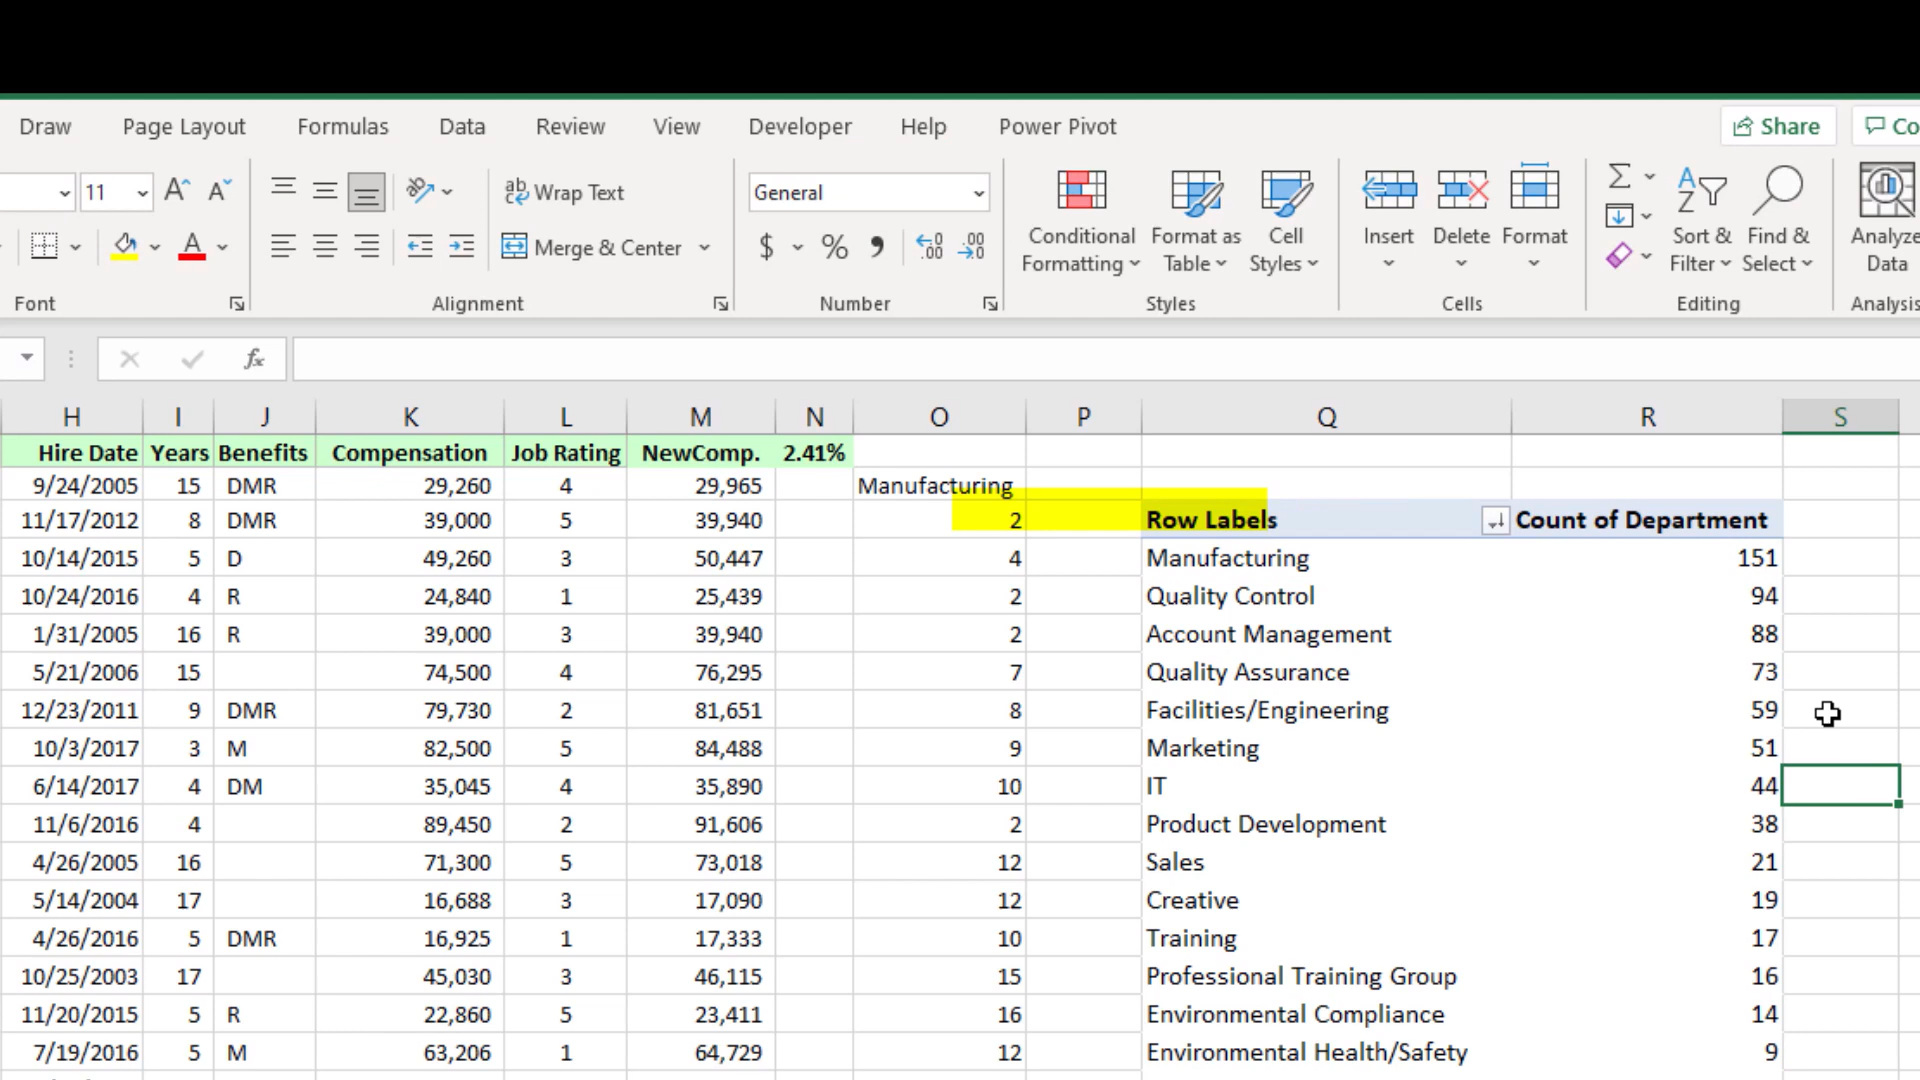 Draw Page Layout Formulas Data Review View Developer Help Power Pivot Share Co
11 A A ab Wrap Text General
Conditional Formatting Format as Table Cell Styles Insert Delete Format Sort & Filter Find & Select Analyze Data
A Merge & Center $ % , .00
Font Alignment Number Styles Cells Editing Analysis
fx
H I J K L M N O P Q R S
Hire Date Years Benefits Compensation Job Rating NewComp. 2.41%
9/24/2005 15 DMR 29,260 4 29,965 Manufacturing
11/17/2012 8 DMR 39,000 5 39,940 2 Row Labels Count of Department
10/14/2015 5 D 49,260 3 50,447 4 Manufacturing 151
10/24/2016 4 R 24,840 1 25,439 2 Quality Control 94
1/31/2005 16 R 39,000 3 39,940 2 Account Management 88
5/21/2006 15 74,500 4 76,295 7 Quality Assurance 73
12/23/2011 9 DMR 79,730 2 81,651 8 Facilities/Engineering 59
10/3/2017 3 M 82,500 5 84,488 9 Marketing 51
6/14/2017 4 DM 35,045 4 35,890 10 IT 44
11/6/2016 4 89,450 2 91,606 2 Product Development 38
4/26/2005 16 71,300 5 73,018 12 Sales 21
5/14/2004 17 16,688 3 17,090 12 Creative 19
4/26/2016 5 DMR 16,925 1 17,333 10 Training 17
10/25/2003 17 45,030 3 46,115 15 Professional Training Group 16
11/20/2015 5 R 22,860 5 23,411 16 Environmental Compliance 14
7/19/2016 5 M 63,206 1 64,729 12 Environmental Health/Safety 9